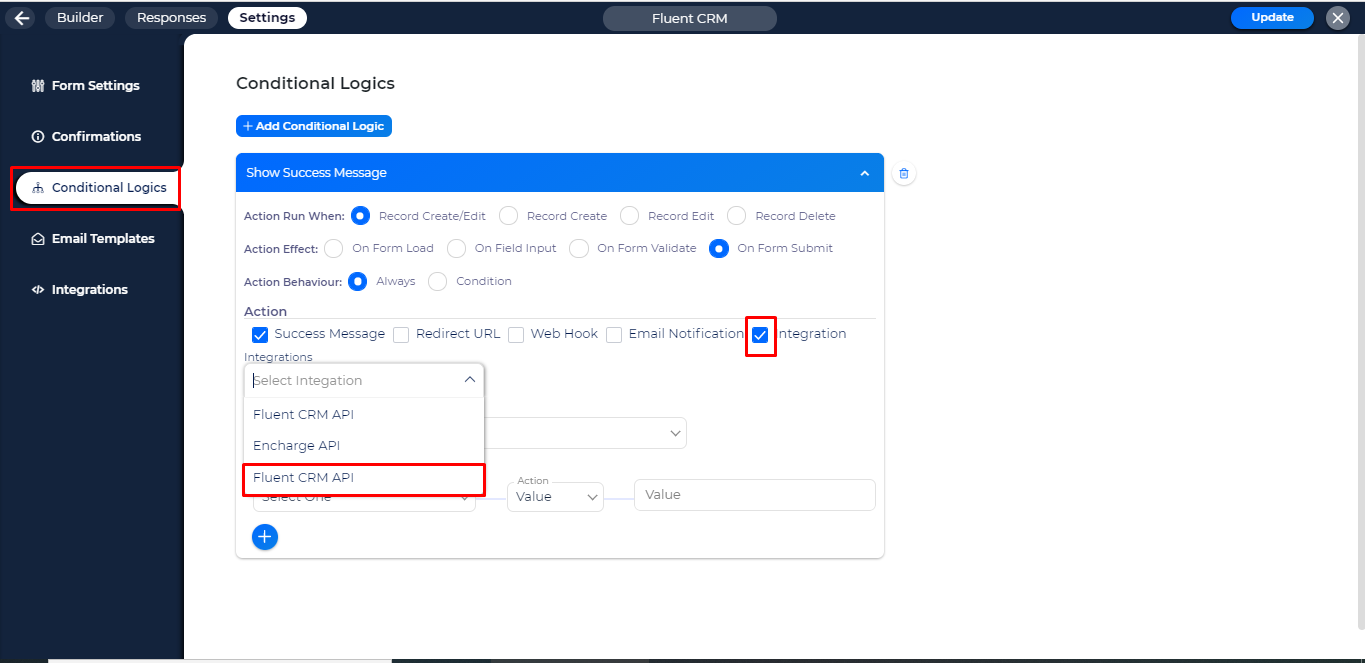 Builder Responses Settings Fluent CRM Update
Form Settings
Confirmations
Conditional Logics
Email Templates
Integrations
Conditional Logics
+ Add Conditional Logic
Show Success Message
Action Run When: Record Create/Edit Record Create Record Edit Record Delete
Action Effect: On Form Load On Field Input On Form Validate On Form Submit
Action Behaviour: Always Condition
Action
Success Message Redirect URL Web Hook Email Notification Integration
Integrations
Select Integation
Fluent CRM API
Encharge API
Fluent CRM API
Select One
Action
Value
Value